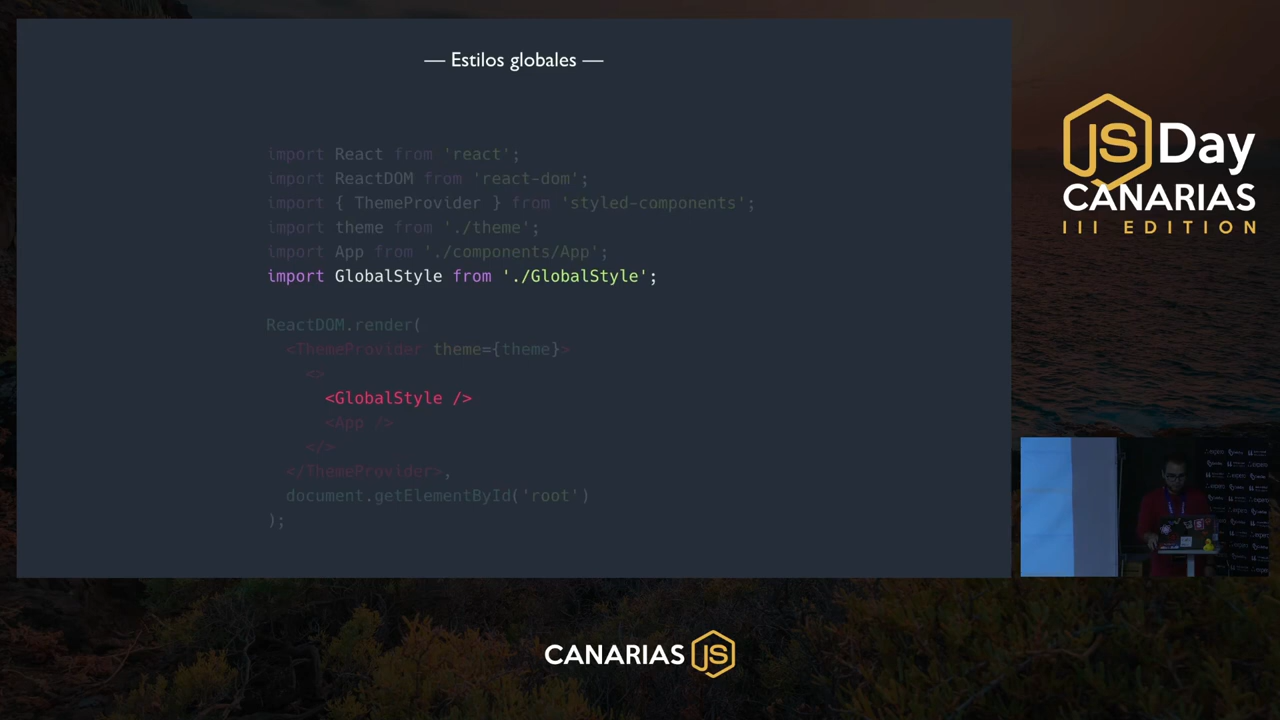 — Estilos globales —
import React from 'react';
import ReactDOM from 'react-dom';
import { ThemeProvider } from 'styled-components';
import theme from './theme';
import App from './components/App';
import GlobalStyle from './GlobalStyle';
ReactDOM.render(
<ThemeProvider theme={theme}>
<>
<GlobalStyle />
<App />
</>
</ThemeProvider>,
document.getElementById('root')
);
JS Day
CANARIAS
III EDITION
CANARIAS JS